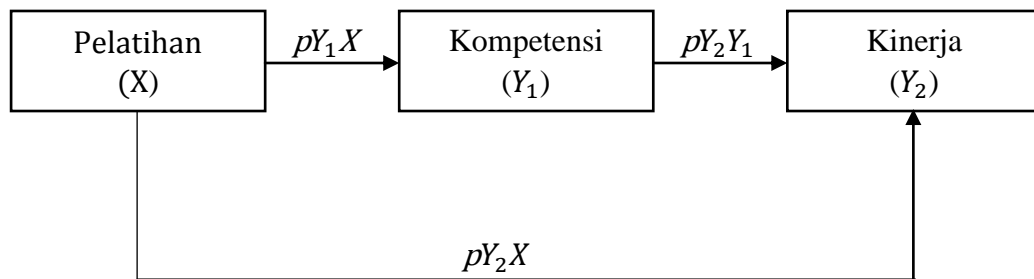 Pelatihan
(X)
pY₁X
Kompetensi
(Y₁)
pY₂Y₁
Kinerja
(Y₂)
pY₂X